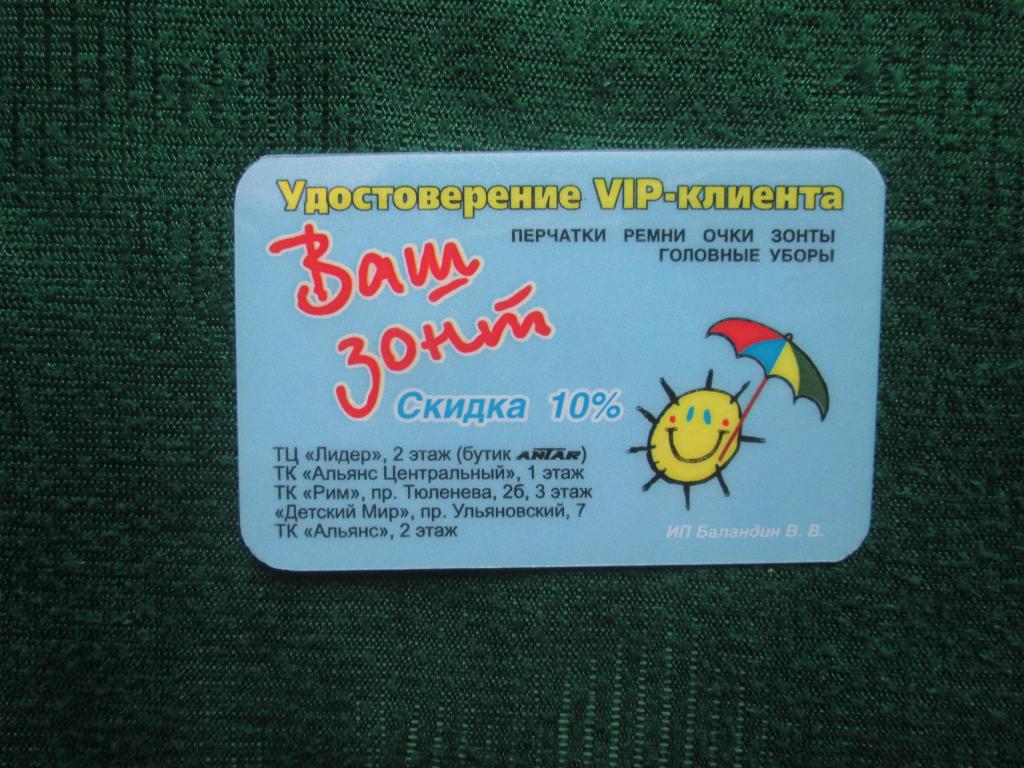 Удостоверение VIP-клиента
ПЕРЧАТКИ РЕМНИ ОЧКИ ЗОНТЫ
ГОЛОВНЫЕ УБОРЫ
Ваш
зонт
Скидка 10%
ТЦ «Лидер», 2 этаж (бутик ANTAR)
ТК «Альянс Центральный», 1 этаж
ТК «Рим», пр. Тюленева, 2б, 3 этаж
«Детский Мир», пр. Ульяновский, 7
ТК «Альянс», 2 этаж
ИП Баландин В. В.